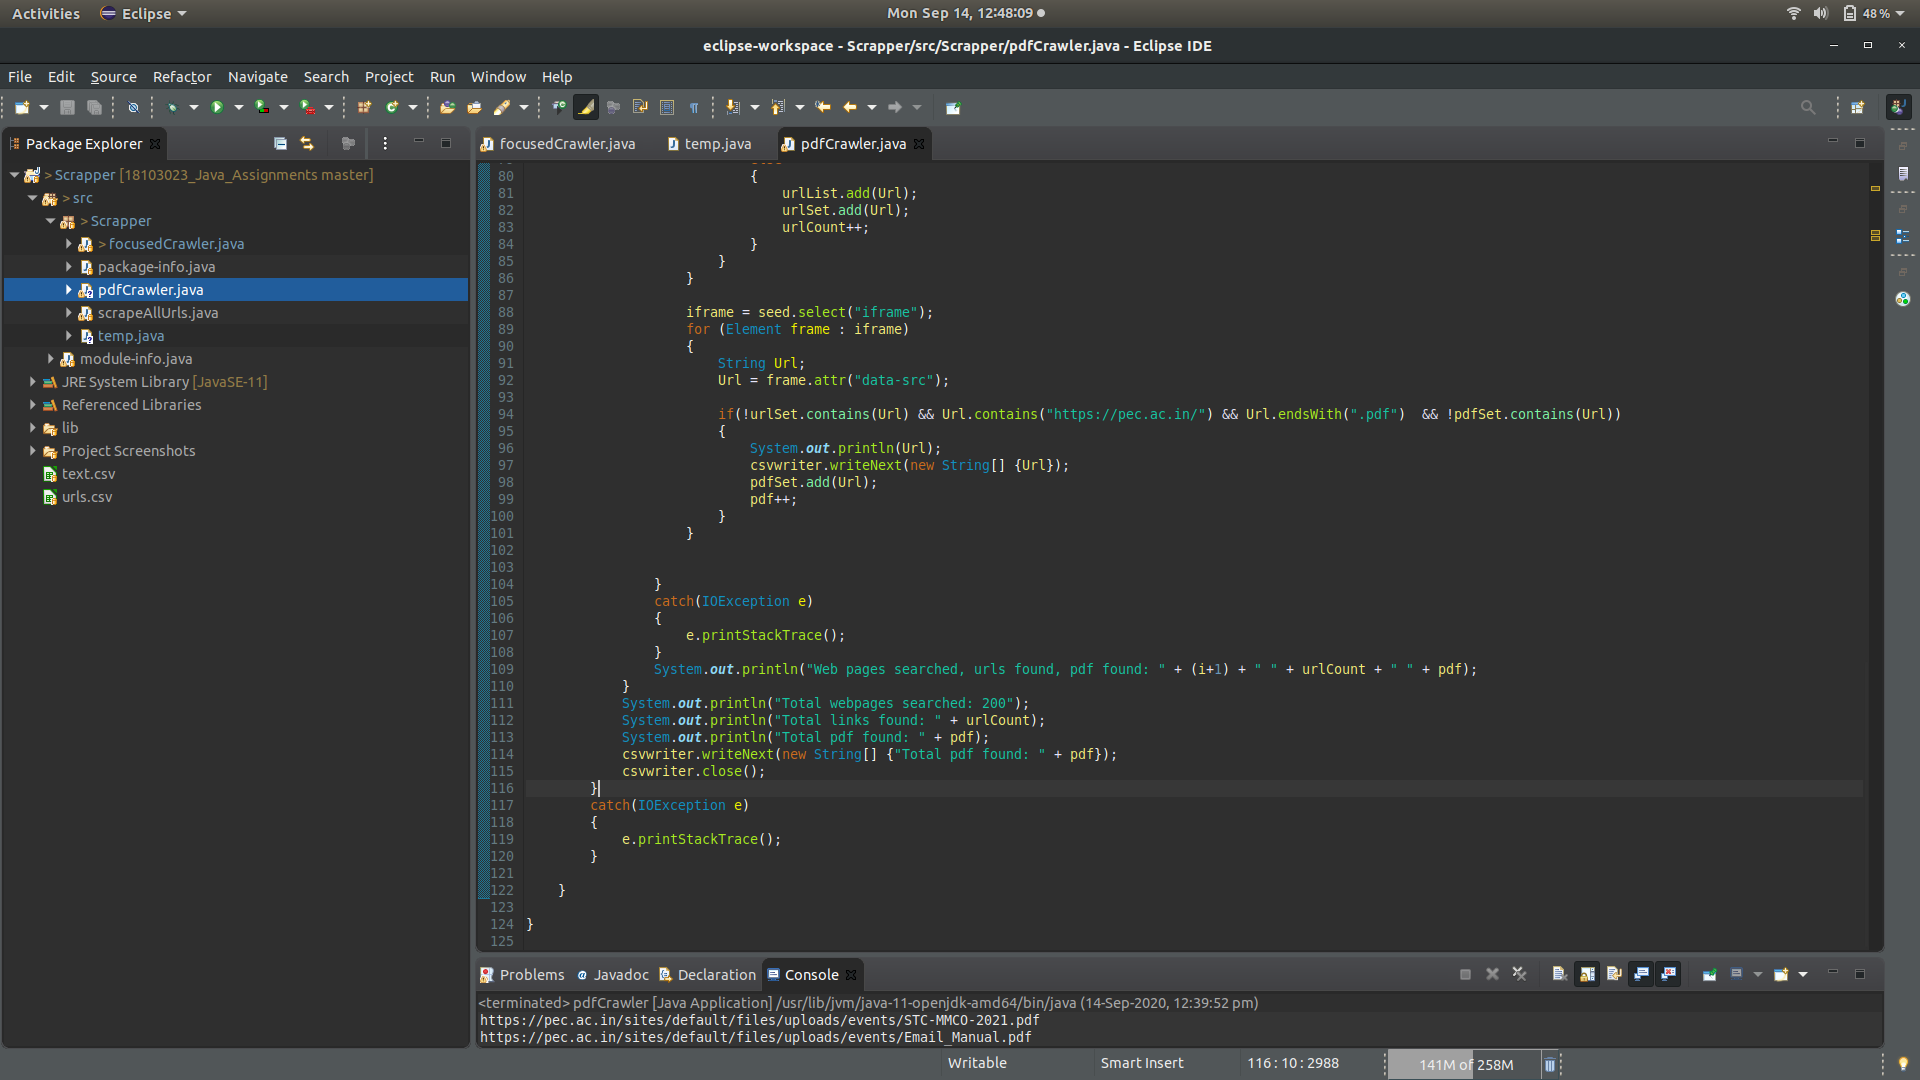 Activities
Eclipse
Mon Sep 14, 12:48:09
48 %
eclipse-workspace - Scrapper/src/Scrapper/pdfCrawler.java - Eclipse IDE
File Edit Source Refactor Navigate Search Project Run Window Help
Package Explorer
> Scrapper [18103023_Java_Assignments master]
> src
> Scrapper
> focusedCrawler.java
package-info.java
pdfCrawler.java
scrapeAllUrls.java
temp.java
module-info.java
JRE System Library [JavaSE-11]
Referenced Libraries
lib
Project Screenshots
text.csv
urls.csv
focusedCrawler.java temp.java pdfCrawler.java
80 {
81 urlList.add(Url);
82 urlSet.add(Url);
83 urlCount++;
84 }
85 }
86 }
87
88 iframe = seed.select("iframe");
89 for (Element frame : iframe)
90 {
91 String Url;
92 Url = frame.attr("data-src");
93
94 if(!urlSet.contains(Url) && Url.contains("https://pec.ac.in/") && Url.endsWith(".pdf")  && !pdfSet.contains(Url))
95 {
96 System.out.println(Url);
97 csvwriter.writeNext(new String[] {Url});
98 pdfSet.add(Url);
99 pdf++;
100 }
101 }
102
103
104 }
105 catch(IOException e)
106 {
107 e.printStackTrace();
108 }
109 System.out.println("Web pages searched, urls found, pdf found: " + (i+1) + " " + urlCount + " " + pdf);
110 }
111 System.out.println("Total webpages searched: 200");
112 System.out.println("Total links found: " + urlCount);
113 System.out.println("Total pdf found: " + pdf);
114 csvwriter.writeNext(new String[] {"Total pdf found: " + pdf});
115 csvwriter.close();
116 }
117 catch(IOException e)
118 {
119 e.printStackTrace();
120 }
121
122 }
123
124 }
125
Problems Javadoc Declaration Console
<terminated> pdfCrawler [Java Application] /usr/lib/jvm/java-11-openjdk-amd64/bin/java (14-Sep-2020, 12:39:52 pm)
https://pec.ac.in/sites/default/files/uploads/events/STC-MMCO-2021.pdf
https://pec.ac.in/sites/default/files/uploads/events/Email_Manual.pdf
Writable Smart Insert 116 : 10 : 2988 141M of 258M